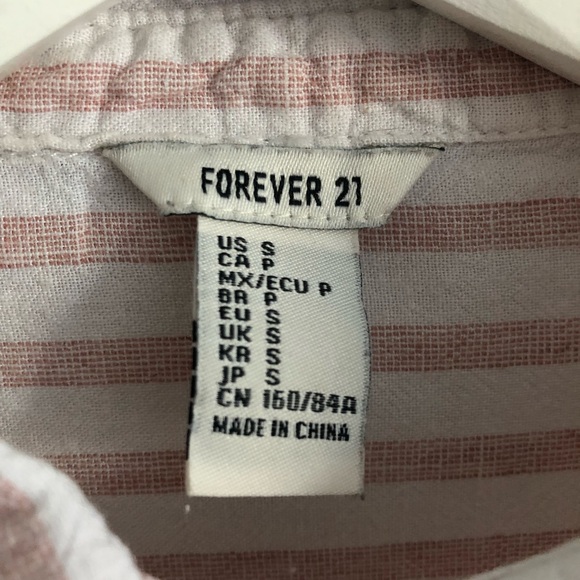 FOREVER 21
US S
CA P
MX/ECU P
BR P
EU S
UK S
KR S
JP S
CN 160/84A
MADE IN CHINA